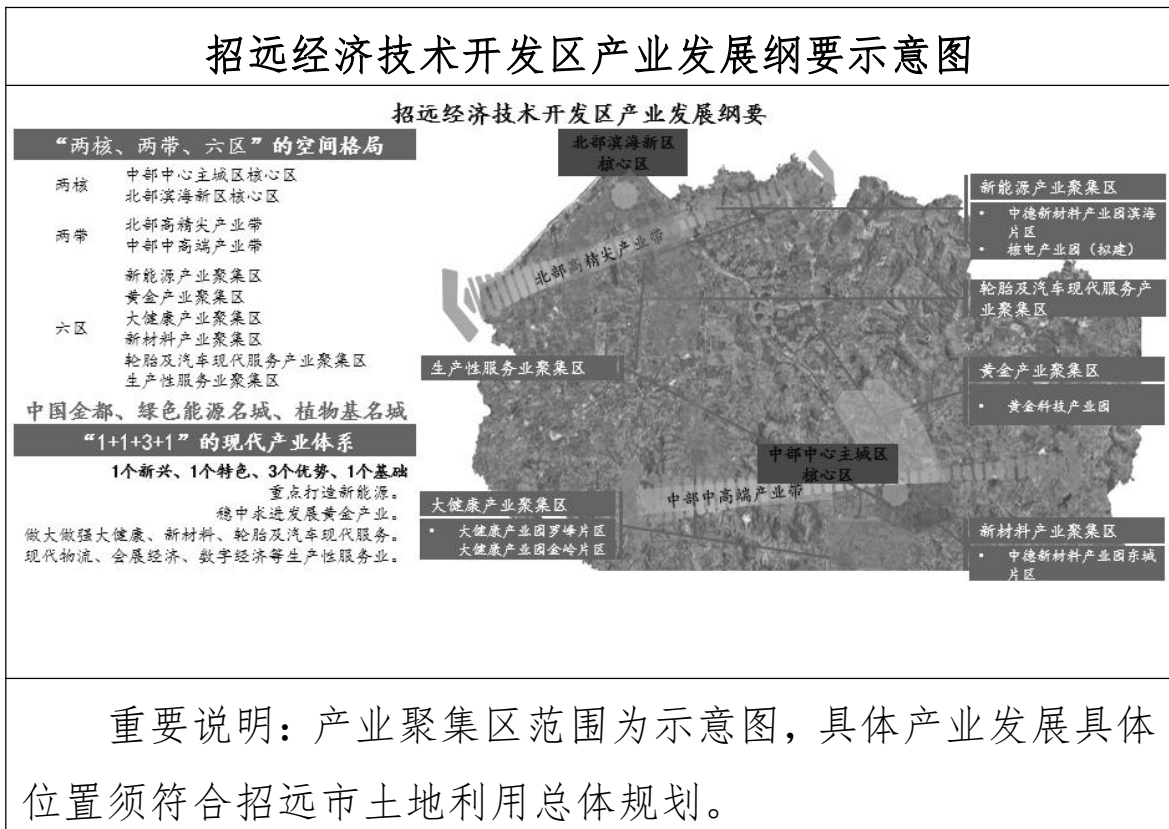 招远经济技术开发区产业发展纲要示意图
招远经济技术开发区产业发展纲要
“两核、两带、六区”的空间格局
两核
中部中心主城区核心区
北部滨海新区核心区
两带
北部高精尖产业带
中部中高端产业带
六区
新能源产业聚集区
黄金产业聚集区
大健康产业聚集区
新材料产业聚集区
轮胎及汽车现代服务产业聚集区
生产性服务业聚集区
中国金都、绿色能源名城、植物基名城
“1+1+3+1”的现代产业体系
1个新兴、1个特色、3个优势、1个基础
重点打造新能源。
稳中求进发展黄金产业。
做大做强大健康、新材料、轮胎及汽车现代服务。
现代物流、会展经济、数字经济等生产性服务业。
北部滨海新区
核心区
北部高精尖产业带
生产性服务业聚集区
中部中心主城区
核心区
中部中高端产业带
大健康产业聚集区
• 大健康产业园罗峰片区
大健康产业园金岭片区
新能源产业聚集区
• 中德新材料产业园滨海
片区
• 核电产业园（拟建）
轮胎及汽车现代服务产
业聚集区
黄金产业聚集区
• 黄金科技产业园
新材料产业聚集区
• 中德新材料产业园东城
片区
重要说明：产业聚集区范围为示意图，具体产业发展具体
位置须符合招远市土地利用总体规划。